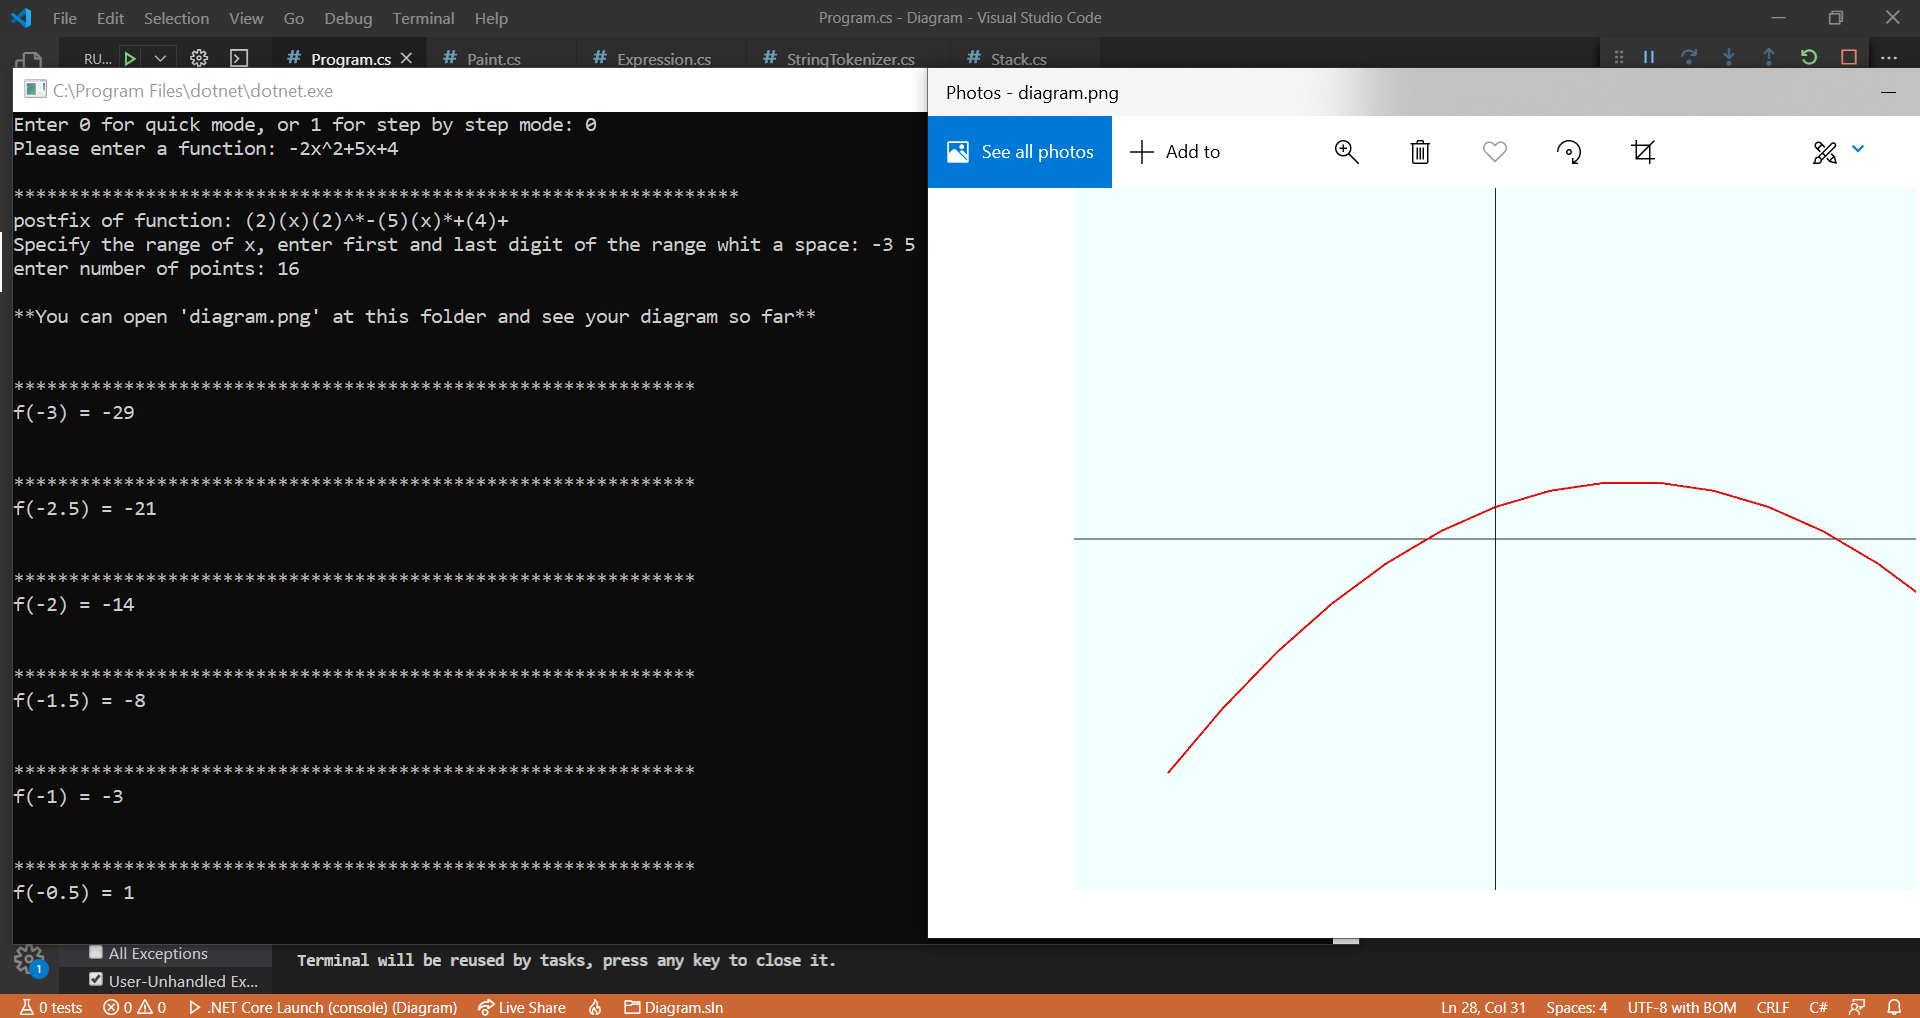 File Edit Selection View Go Debug Terminal Help
Program.cs - Diagram - Visual Studio Code
RU...
# Program.cs # Paint.cs # Expression.cs # StringTokenizer.cs # Stack.cs
C:\Program Files\dotnet\dotnet.exe
Enter 0 for quick mode, or 1 for step by step mode: 0
Please enter a function: -2x^2+5x+4
******************************************************************
postfix of function: (2)(x)(2)^*-(5)(x)*+(4)+
Specify the range of x, enter first and last digit of the range whit a space: -3 5
enter number of points: 16
**You can open 'diagram.png' at this folder and see your diagram so far**
**************************************************************
f(-3) = -29
**************************************************************
f(-2.5) = -21
**************************************************************
f(-2) = -14
**************************************************************
f(-1.5) = -8
**************************************************************
f(-1) = -3
**************************************************************
f(-0.5) = 1
Photos - diagram.png
See all photos
Add to
All Exceptions
User-Unhandled Ex...
1
Terminal will be reused by tasks, press any key to close it.
0 tests 0 0 .NET Core Launch (console) (Diagram) Live Share Diagram.sln
Ln 28, Col 31 Spaces: 4 UTF-8 with BOM CRLF C#